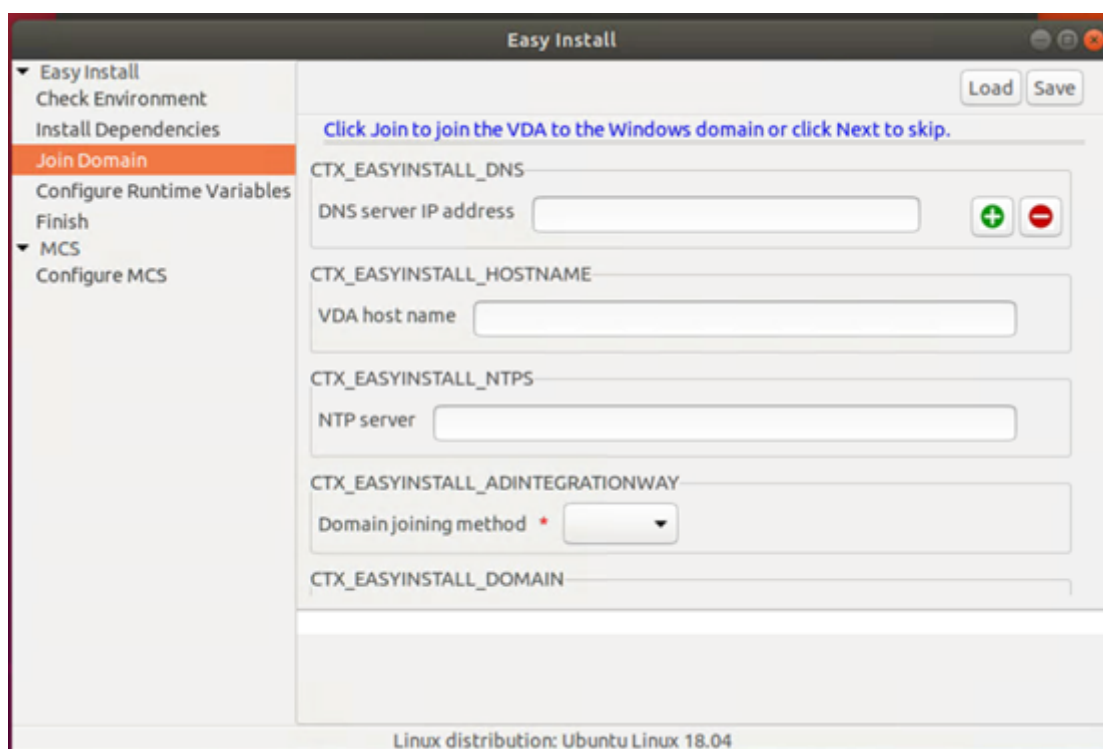 Easy Install
Easy Install
Check Environment
Install Dependencies
Join Domain
Configure Runtime Variables
Finish
MCS
Configure MCS
Load Save
Click Join to join the VDA to the Windows domain or click Next to skip.
CTX_EASYINSTALL_DNS
DNS server IP address
CTX_EASYINSTALL_HOSTNAME
VDA host name
CTX_EASYINSTALL_NTPS
NTP server
CTX_EASYINSTALL_ADINTEGRATIONWAY
Domain joining method *
CTX_EASYINSTALL_DOMAIN
Linux distribution: Ubuntu Linux 18.04